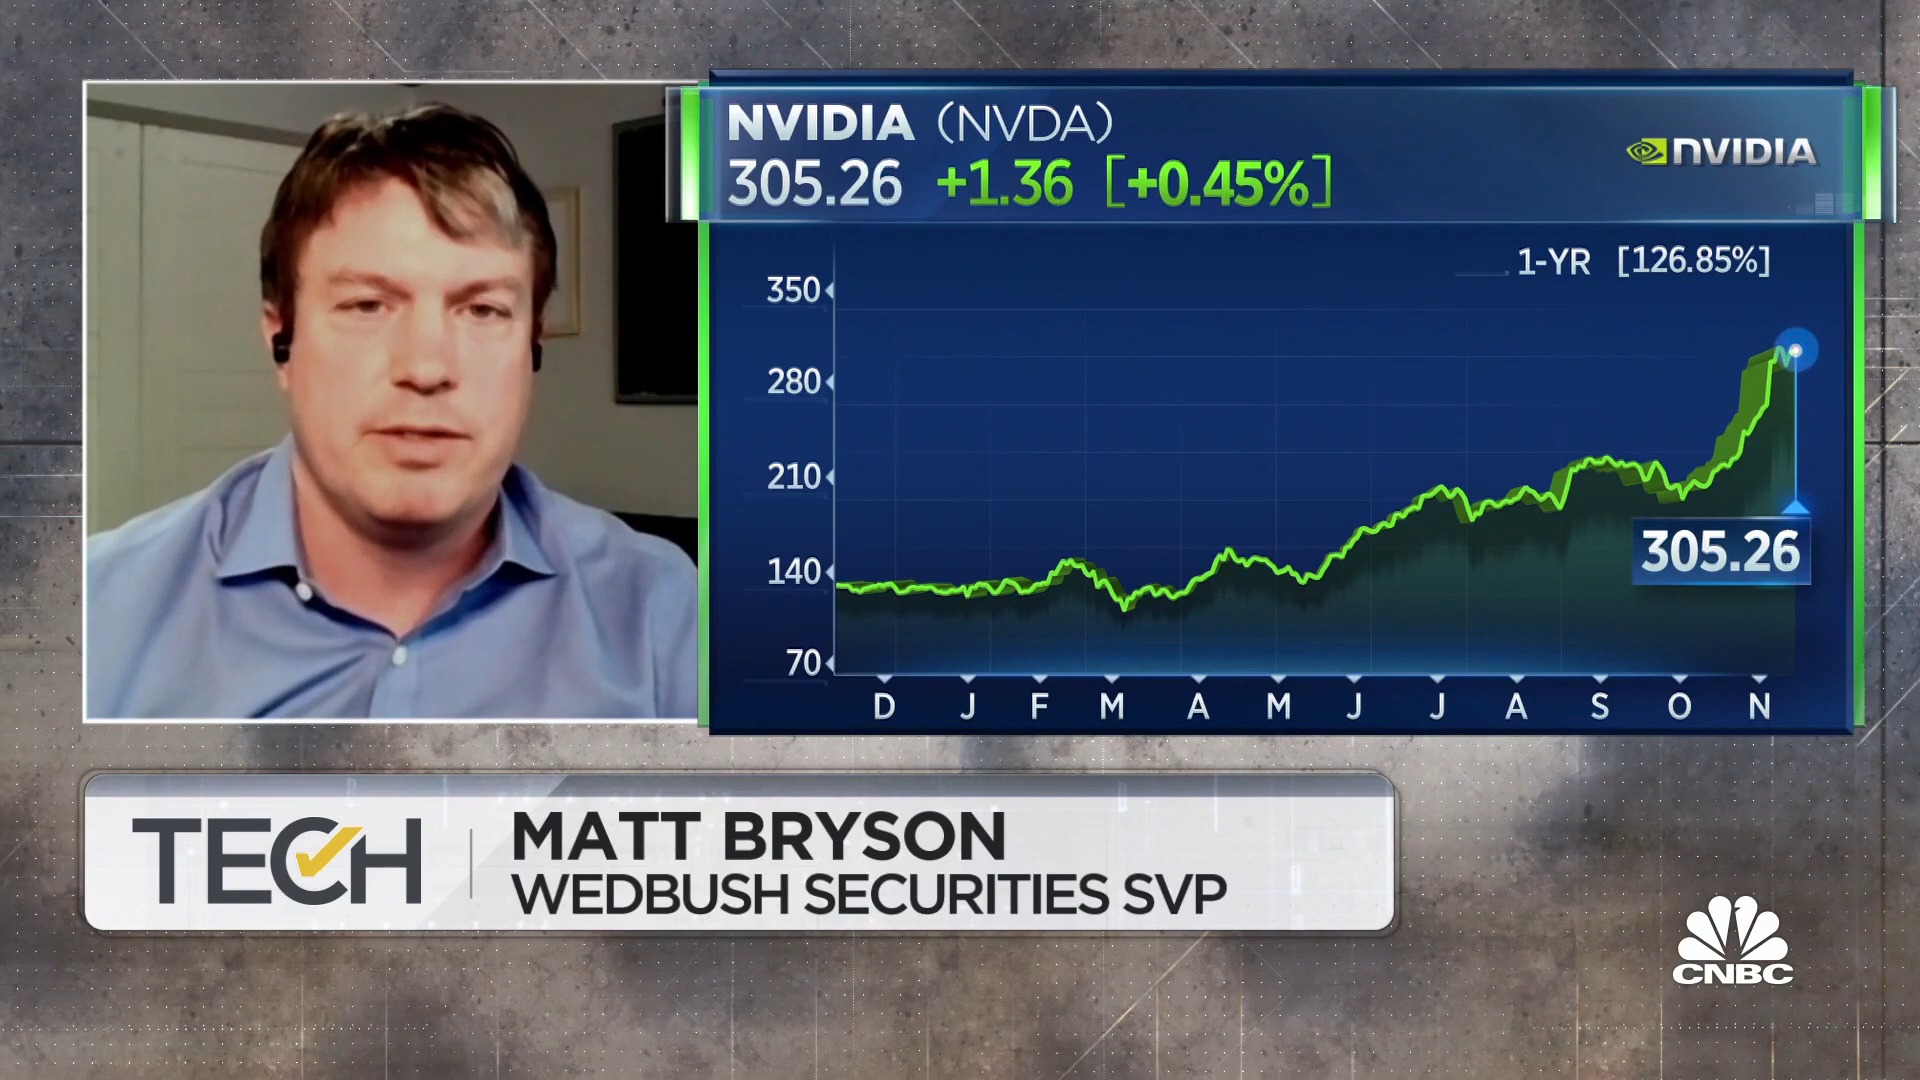 NVIDIA (NVDA)
305.26 +1.36 [+0.45%]
NVIDIA
1-YR [126.85%]
350
280
210
140
70
305.26
D J F M A M J J A S O N
TECH
MATT BRYSON
WEDBUSH SECURITIES SVP
CNBC